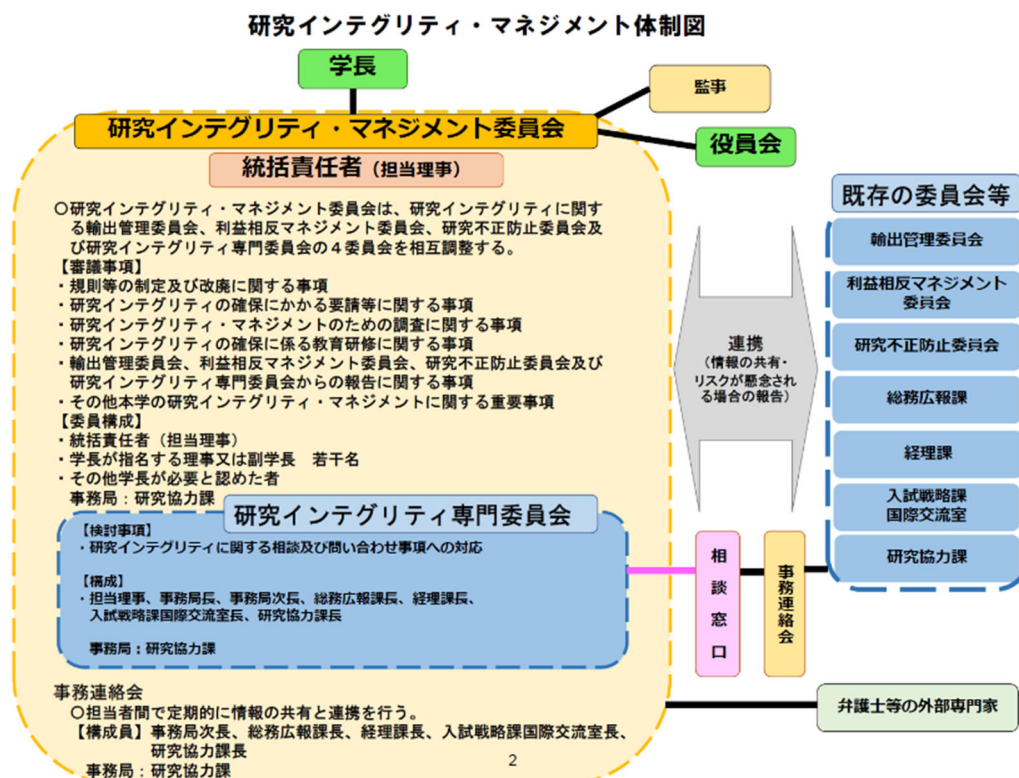 研究インテグリティ・マネジメント体制図
学長
監事
研究インテグリティ・マネジメント委員会
役員会
統括責任者（担当理事）
〇研究インテグリティ・マネジメント委員会は、研究インテグリティに関す
る輸出管理委員会、利益相反マネジメント委員会、研究不正防止委員会及
び研究インテグリティ専門委員会の４委員会を相互調整する。
【審議事項】
・規則等の制定及び改廃に関する事項
・研究インテグリティの確保にかかる要請等に関する事項
・研究インテグリティ・マネジメントのための調査に関する事項
・研究インテグリティの確保に係る教育研修に関する事項
・輸出管理委員会、利益相反マネジメント委員会、研究不正防止委員会及び
研究インテグリティ専門委員会からの報告に関する事項
・その他本学の研究インテグリティ・マネジメントに関する重要事項
【委員構成】
・統括責任者（担当理事）
・学長が指名する理事又は副学長　若干名
・その他学長が必要と認めた者
事務局：研究協力課
研究インテグリティ専門委員会
【検討事項】
・研究インテグリティに関する相談及び問い合わせ事項への対応
【構成】
・担当理事、事務局長、事務局次長、総務広報課長、経理課長、
入試戦略課国際交流室長、研究協力課長
事務局：研究協力課
事務連絡会
〇担当者間で定期的に情報の共有と連携を行う。
【構成員】事務局次長、総務広報課長、経理課長、入試戦略課国際交流室長、
研究協力課長
事務局：研究協力課
連携
（情報の共有・
リスクが懸念され
る場合の報告）
相談窓口
事務連絡会
既存の委員会等
輸出管理委員会
利益相反マネジメント
委員会
研究不正防止委員会
総務広報課
経理課
入試戦略課
国際交流室
研究協力課
弁護士等の外部専門家
2